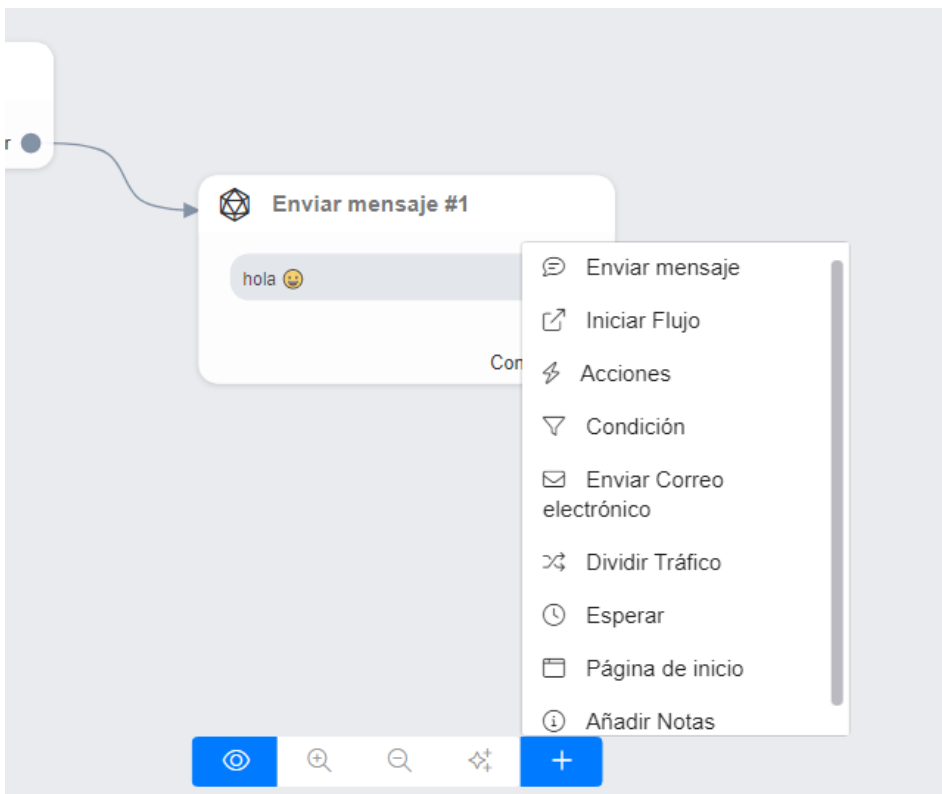 r
Enviar mensaje #1
hola 😀
Con
Enviar mensaje
Iniciar Flujo
Acciones
Condición
Enviar Correo
electrónico
Dividir Tráfico
Esperar
Página de inicio
Añadir Notas